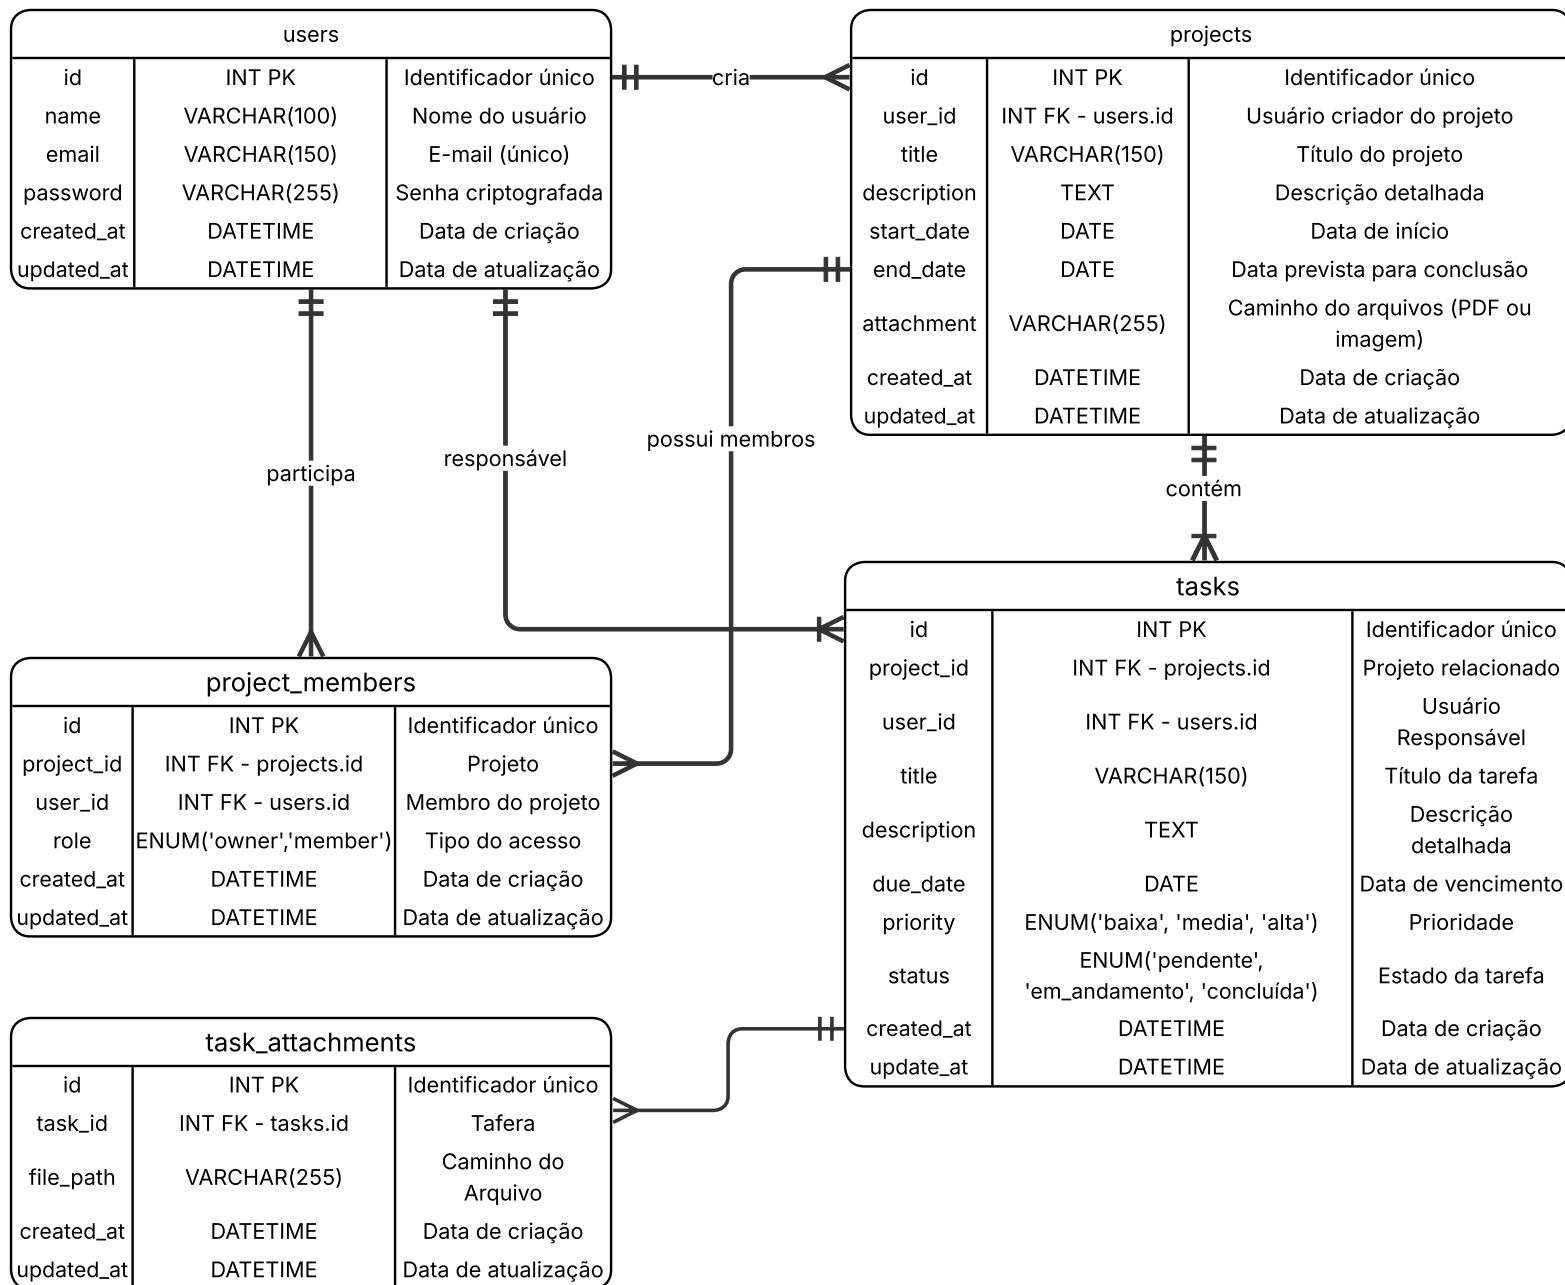 users
id INT PK Identificador único
name VARCHAR(100) Nome do usuário
email VARCHAR(150) E-mail (único)
password VARCHAR(255) Senha criptografada
created_at DATETIME Data de criação
updated_at DATETIME Data de atualização
cria
projects
id INT PK Identificador único
user_id INT FK - users.id Usuário criador do projeto
title VARCHAR(150) Título do projeto
description TEXT Descrição detalhada
start_date DATE Data de início
end_date DATE Data prevista para conclusão
attachment VARCHAR(255) Caminho do arquivos (PDF ou
imagem)
created_at DATETIME Data de criação
updated_at DATETIME Data de atualização
participa
responsável
possui membros
contém
project_members
id INT PK Identificador único
project_id INT FK - projects.id Projeto
user_id INT FK - users.id Membro do projeto
role ENUM('owner','member') Tipo do acesso
created_at DATETIME Data de criação
updated_at DATETIME Data de atualização
tasks
id INT PK Identificador único
project_id INT FK - projects.id Projeto relacionado
user_id INT FK - users.id Usuário
Responsável
title VARCHAR(150) Título da tarefa
description TEXT Descrição
detalhada
due_date DATE Data de vencimento
priority ENUM('baixa', 'media', 'alta') Prioridade
status ENUM('pendente',
'em_andamento', 'concluída') Estado da tarefa
created_at DATETIME Data de criação
update_at DATETIME Data de atualização
task_attachments
id INT PK Identificador único
task_id INT FK - tasks.id Tafera
file_path VARCHAR(255) Caminho do
Arquivo
created_at DATETIME Data de criação
updated_at DATETIME Data de atualização